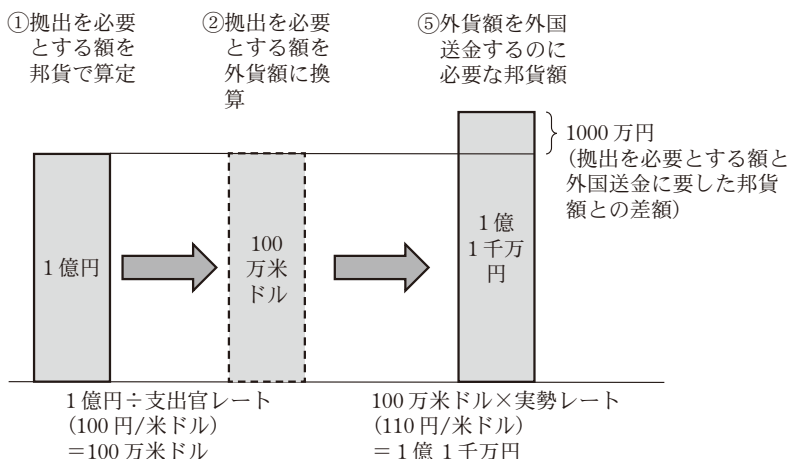 ①拠出を必要
とする額を
邦貨で算定
②拠出を必要
とする額を
外貨額に換
算
⑤外貨額を外国
送金するのに
必要な邦貨額
1000 万円
(拠出を必要とする額と
外国送金に要した邦貨
額との差額)
1 億円
100
万米
ドル
1 億
1 千万
円
1 億円÷支出官レート
(100 円/米ドル)
＝100 万米ドル
100 万米ドル×実勢レート
(110 円/米ドル)
＝1 億 1 千万円